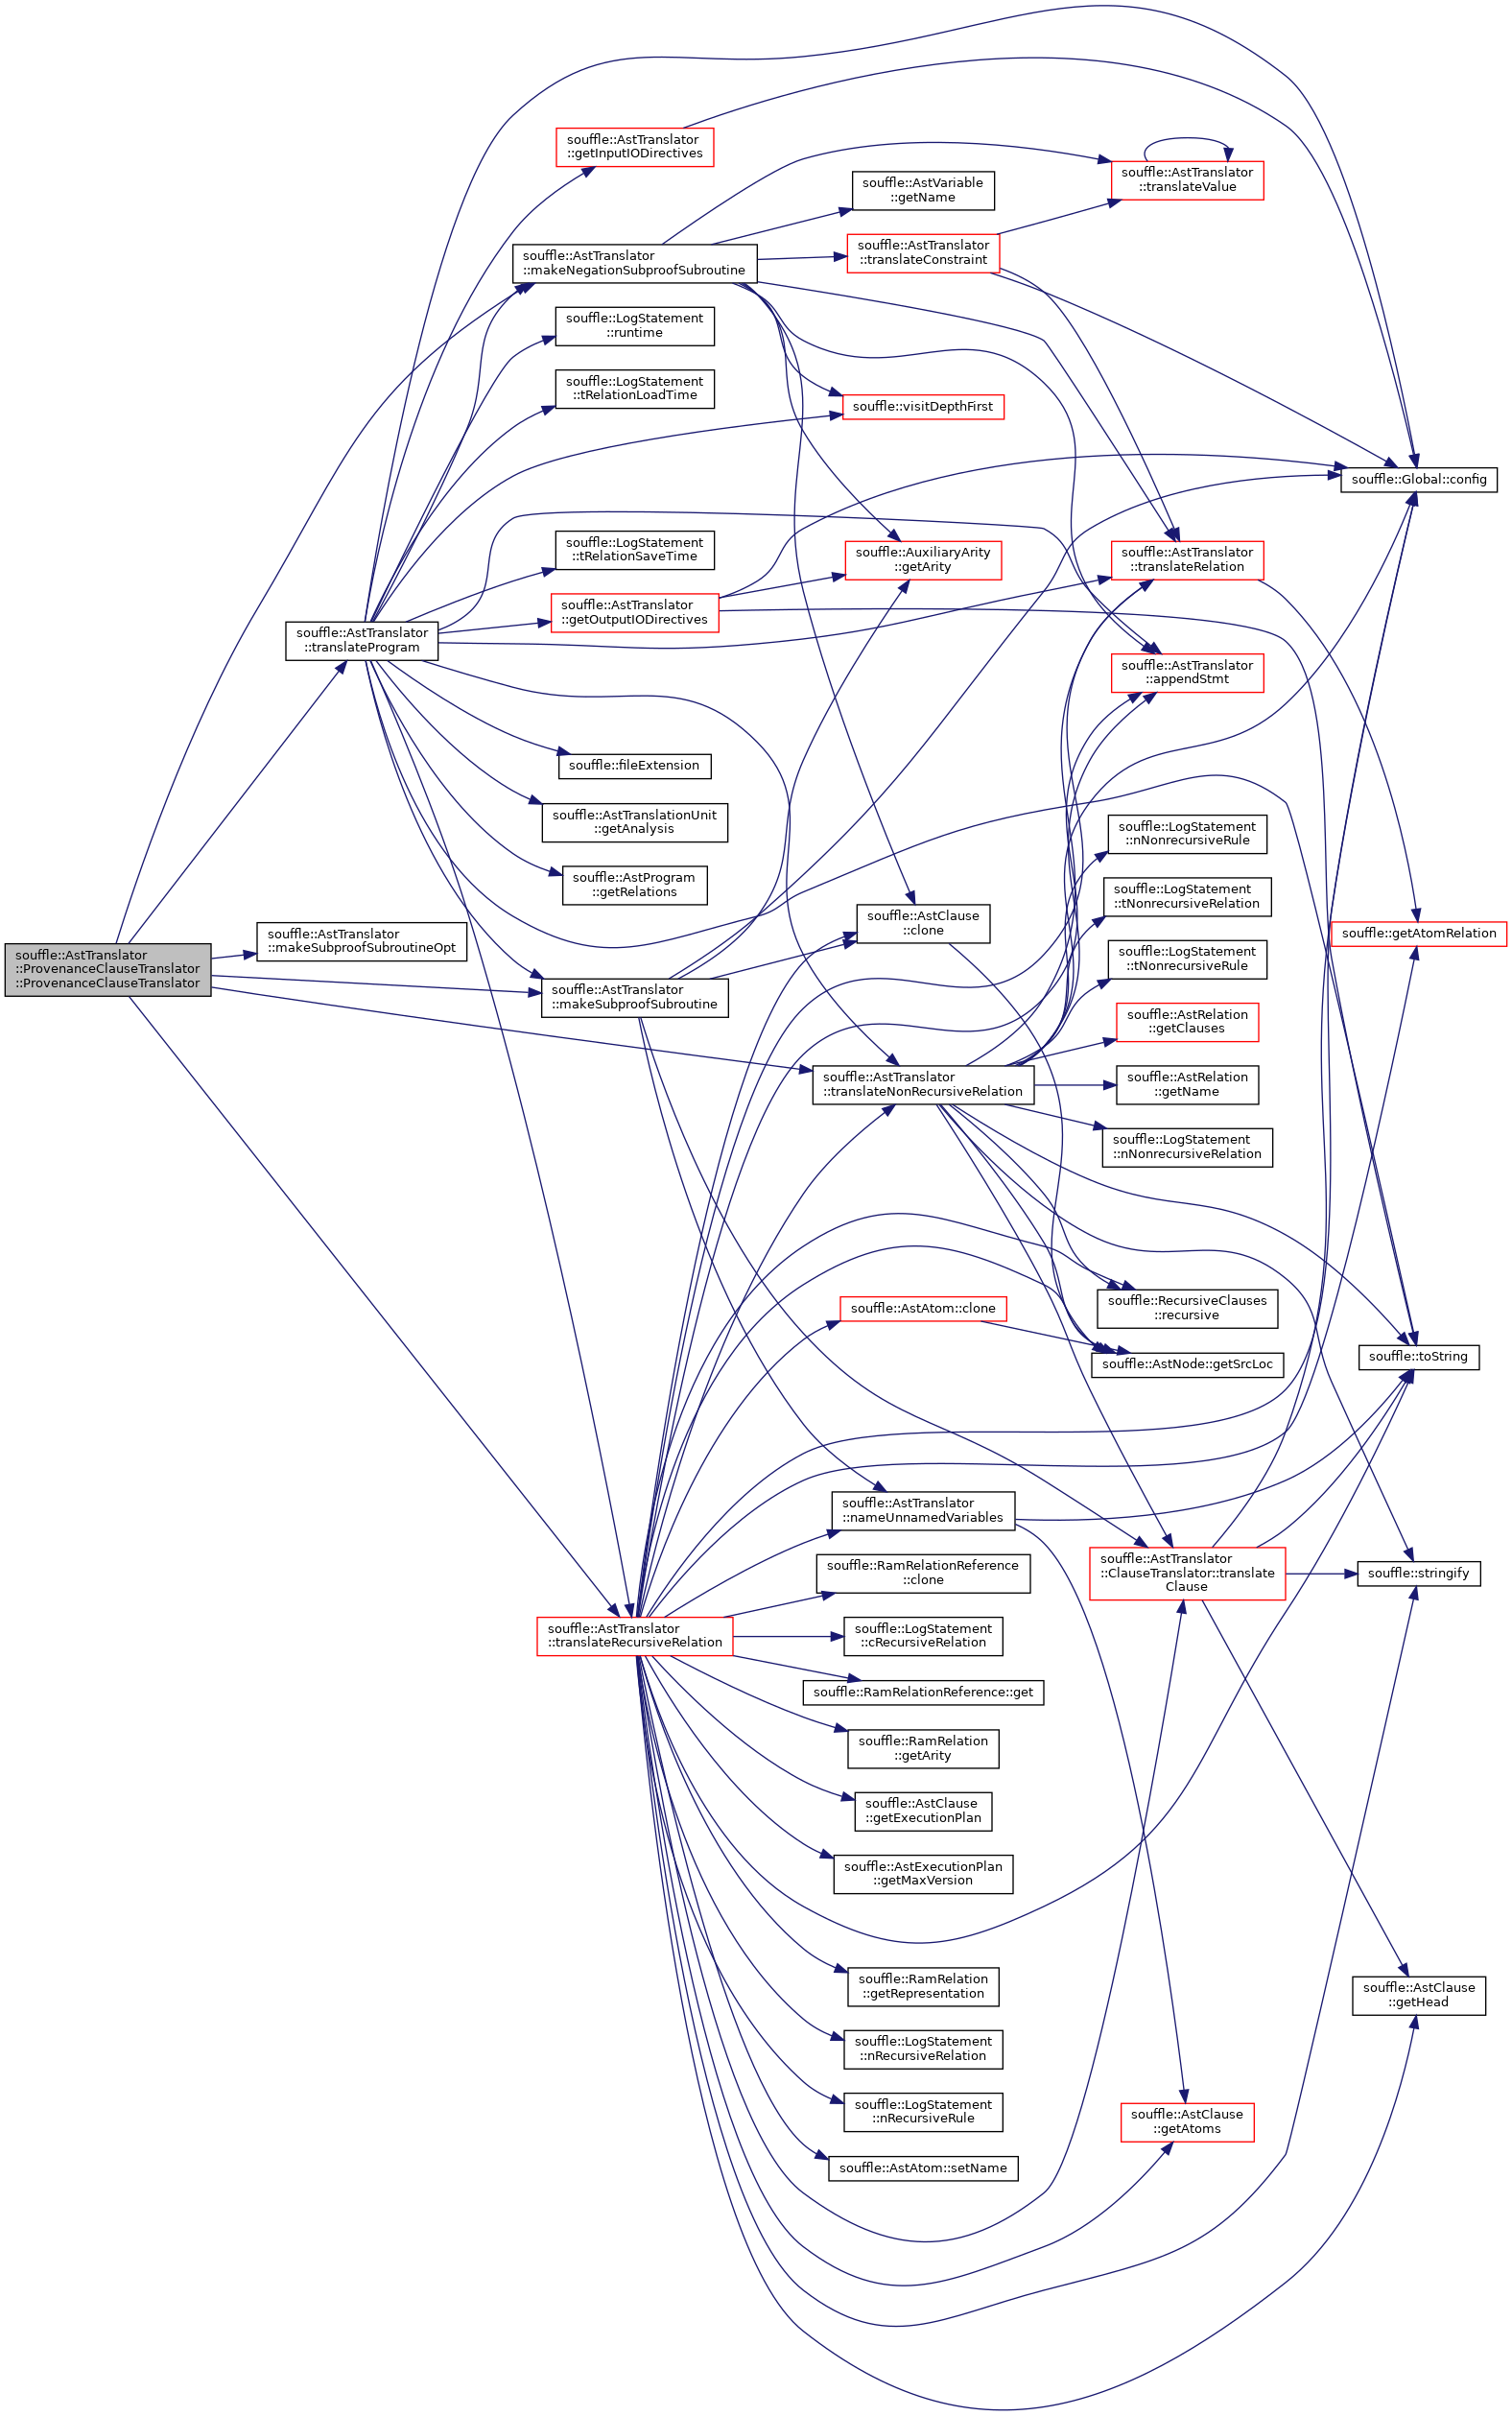 souffle::AstTranslator
::getInputIODirectives
souffle::AstTranslator
::translateValue
souffle::AstVariable
::getName
souffle::AstTranslator
::makeNegationSubproofSubroutine
souffle::AstTranslator
::translateConstraint
souffle::LogStatement
::runtime
souffle::LogStatement
::tRelationLoadTime
souffle::visitDepthFirst
souffle::Global::config
souffle::LogStatement
::tRelationSaveTime
souffle::AuxiliaryArity
::getArity
souffle::AstTranslator
::translateRelation
souffle::AstTranslator
::getOutputIODirectives
souffle::AstTranslator
::translateProgram
souffle::AstTranslator
::appendStmt
souffle::fileExtension
souffle::AstTranslationUnit
::getAnalysis
souffle::LogStatement
::nNonrecursiveRule
souffle::AstProgram
::getRelations
souffle::LogStatement
::tNonrecursiveRelation
souffle::AstClause
::clone
souffle::getAtomRelation
souffle::AstTranslator
::makeSubproofSubroutineOpt
souffle::AstTranslator
::ProvenanceClauseTranslator
::ProvenanceClauseTranslator
souffle::LogStatement
::tNonrecursiveRule
souffle::AstTranslator
::makeSubproofSubroutine
souffle::AstRelation
::getClauses
souffle::AstTranslator
::translateNonRecursiveRelation
souffle::AstRelation
::getName
souffle::LogStatement
::nNonrecursiveRelation
souffle::AstAtom::clone
souffle::RecursiveClauses
::recursive
souffle::AstNode::getSrcLoc
souffle::toString
souffle::AstTranslator
::nameUnnamedVariables
souffle::AstTranslator
::ClauseTranslator::translate
Clause
souffle::stringify
souffle::RamRelationReference
::clone
souffle::AstTranslator
::translateRecursiveRelation
souffle::LogStatement
::cRecursiveRelation
souffle::RamRelationReference::get
souffle::RamRelation
::getArity
souffle::AstClause
::getExecutionPlan
souffle::AstExecutionPlan
::getMaxVersion
souffle::RamRelation
::getRepresentation
souffle::AstClause
::getHead
souffle::LogStatement
::nRecursiveRelation
souffle::LogStatement
::nRecursiveRule
souffle::AstClause
::getAtoms
souffle::AstAtom::setName